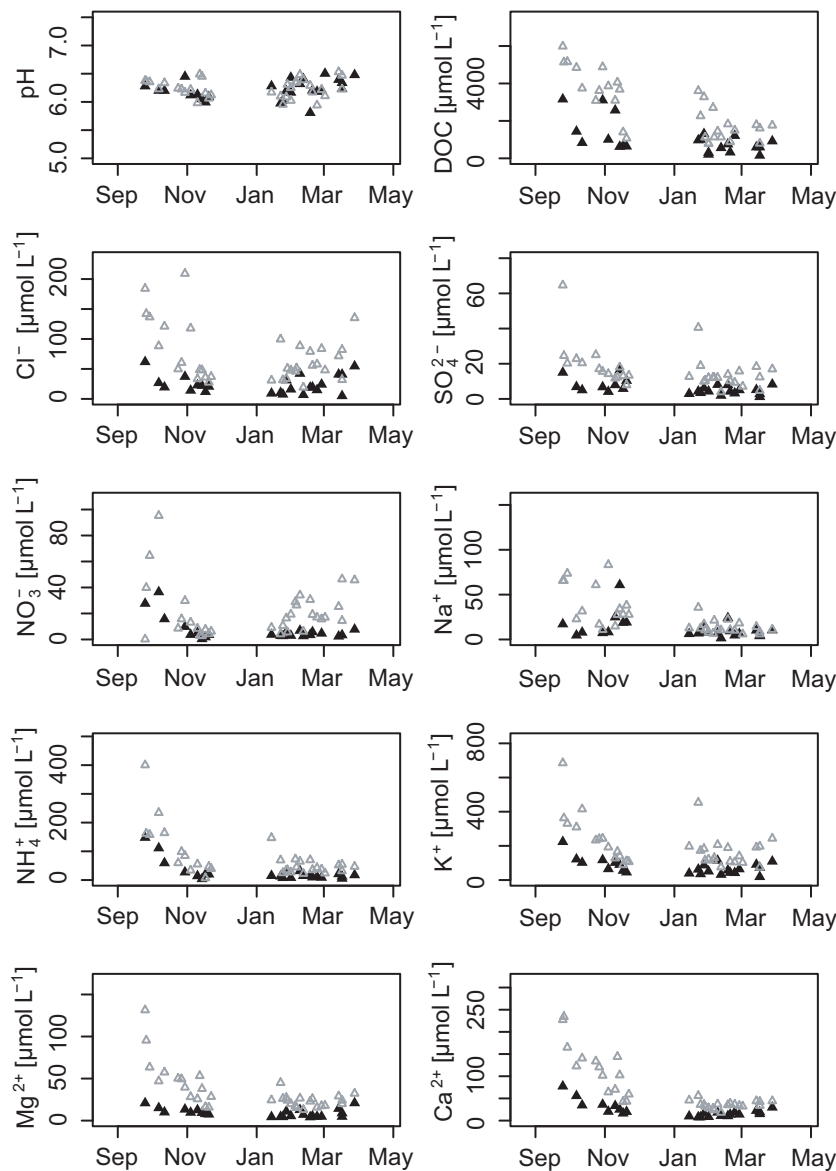 pH
7.0
6.0
5.0
Sep Nov Jan Mar May
DOC [µmol L⁻¹]
4000
0
Sep Nov Jan Mar May
Cl⁻ [µmol L⁻¹]
200
100
50
0
Sep Nov Jan Mar May
SO₄²⁻ [µmol L⁻¹]
60
20
0
Sep Nov Jan Mar May
NO₃⁻ [µmol L⁻¹]
80
40
0
Sep Nov Jan Mar May
Na⁺ [µmol L⁻¹]
100
50
0
Sep Nov Jan Mar May
NH₄⁺ [µmol L⁻¹]
400
200
100
0
Sep Nov Jan Mar May
K⁺ [µmol L⁻¹]
800
400
0
Sep Nov Jan Mar May
Mg²⁺ [µmol L⁻¹]
100
50
0
Sep Nov Jan Mar May
Ca²⁺ [µmol L⁻¹]
250
100
0
Sep Nov Jan Mar May